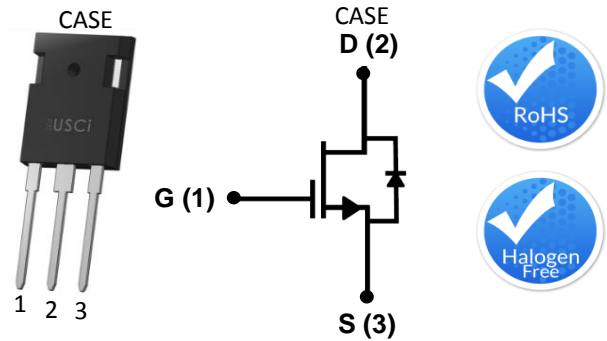 CASE
USCi
1 2 3
CASE
D (2)
G (1)
S (3)
RoHS
Halogen
Free